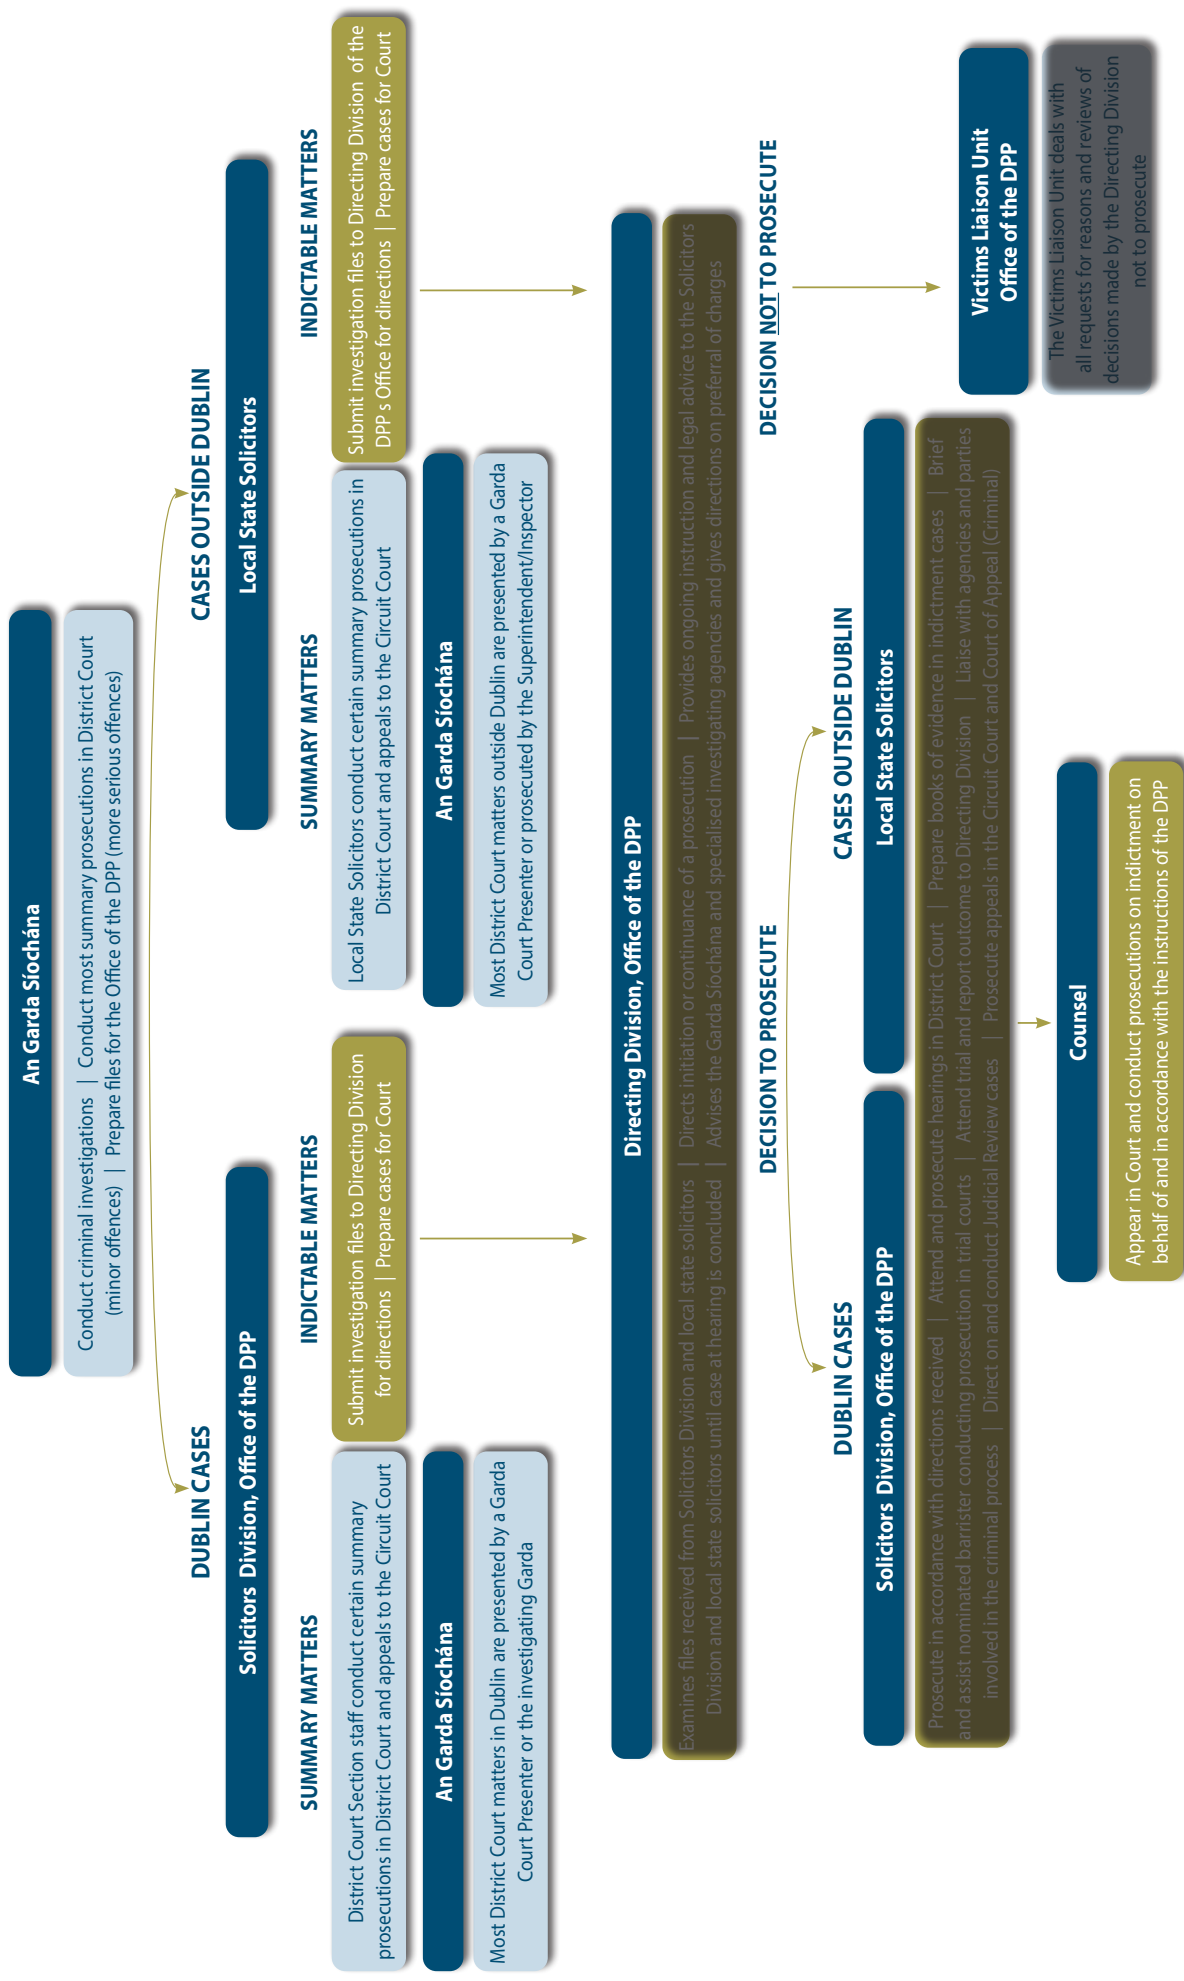 An Garda Síochána
Conduct criminal investigations | Conduct most summary prosecutions in District Court
(minor offences) | Prepare files for the Office of the DPP (more serious offences)
DUBLIN CASES
Solicitors Division, Office of the DPP
SUMMARY MATTERS
District Court Section staff conduct certain summary
prosecutions in District Court and appeals to the Circuit Court
An Garda Síochána
Most District Court matters in Dublin are presented by a Garda
Court Presenter or the investigating Garda
INDICTABLE MATTERS
Submit investigation files to Directing Division
for directions | Prepare cases for Court
CASES OUTSIDE DUBLIN
Local State Solicitors
SUMMARY MATTERS
Local State Solicitors conduct certain summary prosecutions in
District Court and appeals to the Circuit Court
An Garda Síochána
Most District Court matters outside Dublin are presented by a Garda
Court Presenter or prosecuted by the Superintendent/Inspector
INDICTABLE MATTERS
Submit investigation files to Directing Division of the
DPP s Office for directions | Prepare cases for Court
Directing Division, Office of the DPP
Examines files received from Solicitors Division and local state solicitors | Directs initiation or continuance of a prosecution | Provides ongoing instruction and legal advice to the Solicitors
Division and local state solicitors until case at hearing is concluded | Advises the Garda Síochána and specialised investigating agencies and gives directions on preferral of charges
DECISION TO PROSECUTE
DUBLIN CASES
Solicitors Division, Office of the DPP
CASES OUTSIDE DUBLIN
Local State Solicitors
Prosecute in accordance with directions received | Attend and prosecute hearings in District Court | Prepare books of evidence in indictment cases | Brief
and assist nominated barrister conducting prosecution in trial courts | Attend trial and report outcome to Directing Division | Liaise with agencies and parties
involved in the criminal process | Direct on and conduct Judicial Review cases | Prosecute appeals in the Circuit Court and Court of Appeal (Criminal)
Counsel
Appear in Court and conduct prosecutions on indictment on
behalf of and in accordance with the instructions of the DPP
DECISION NOT TO PROSECUTE
Victims Liaison Unit
Office of the DPP
The Victims Liaison Unit deals with
all requests for reasons and reviews of
decisions made by the Directing Division
not to prosecute